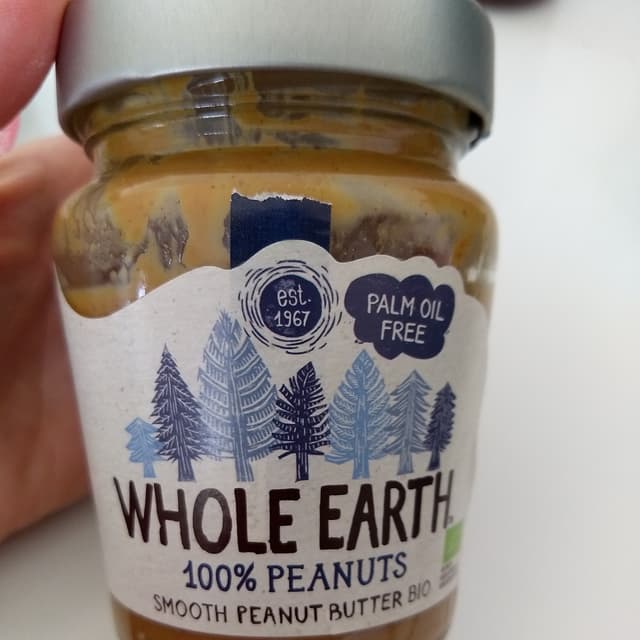 est.
1967
PALM OIL
FREE
WHOLE EARTH
100% PEANUTS
SMOOTH PEANUT BUTTER BIO